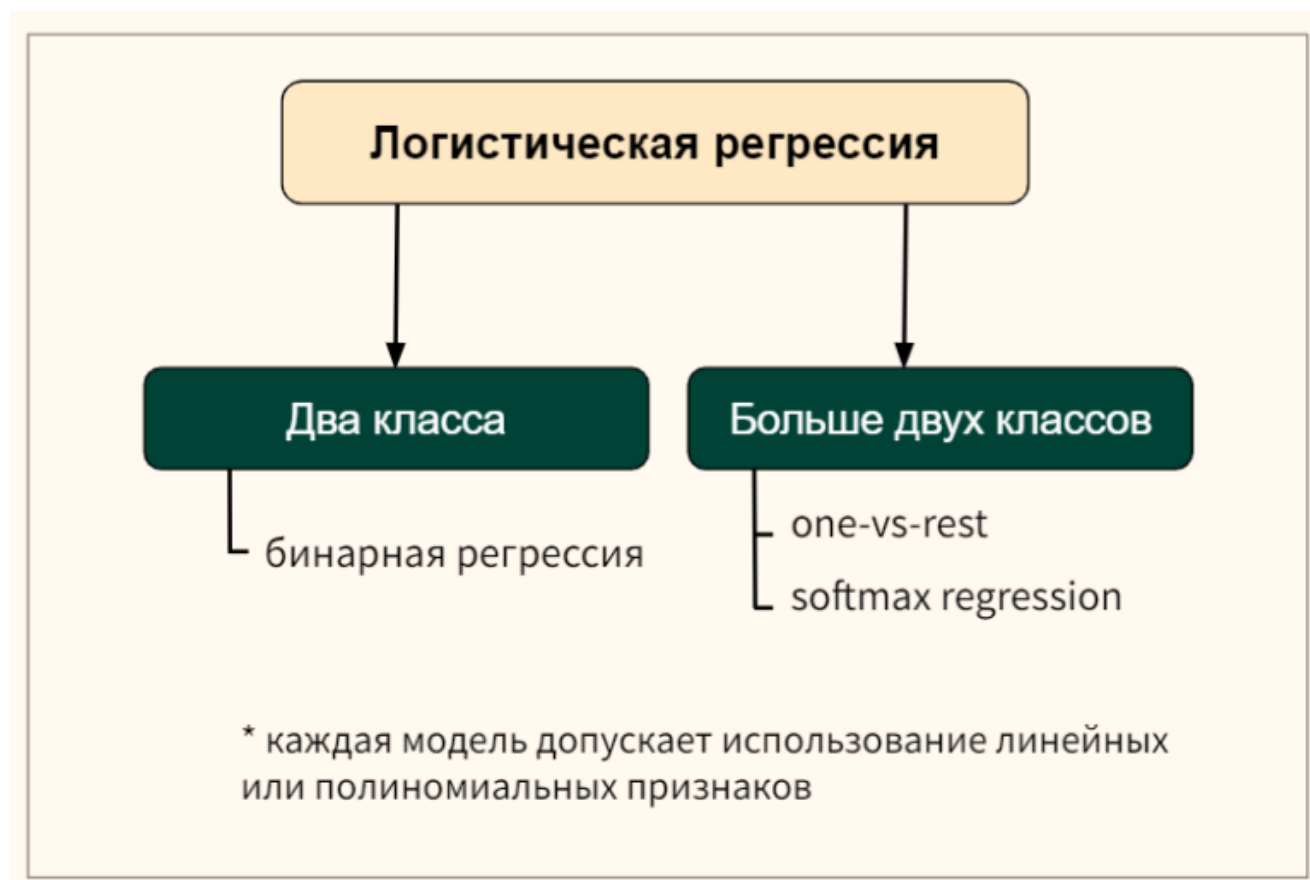 Логистическая регрессия
Два класса
бинарная регрессия
Больше двух классов
one-vs-rest
softmax regression
* каждая модель допускает использование линейных
или полиномиальных признаков